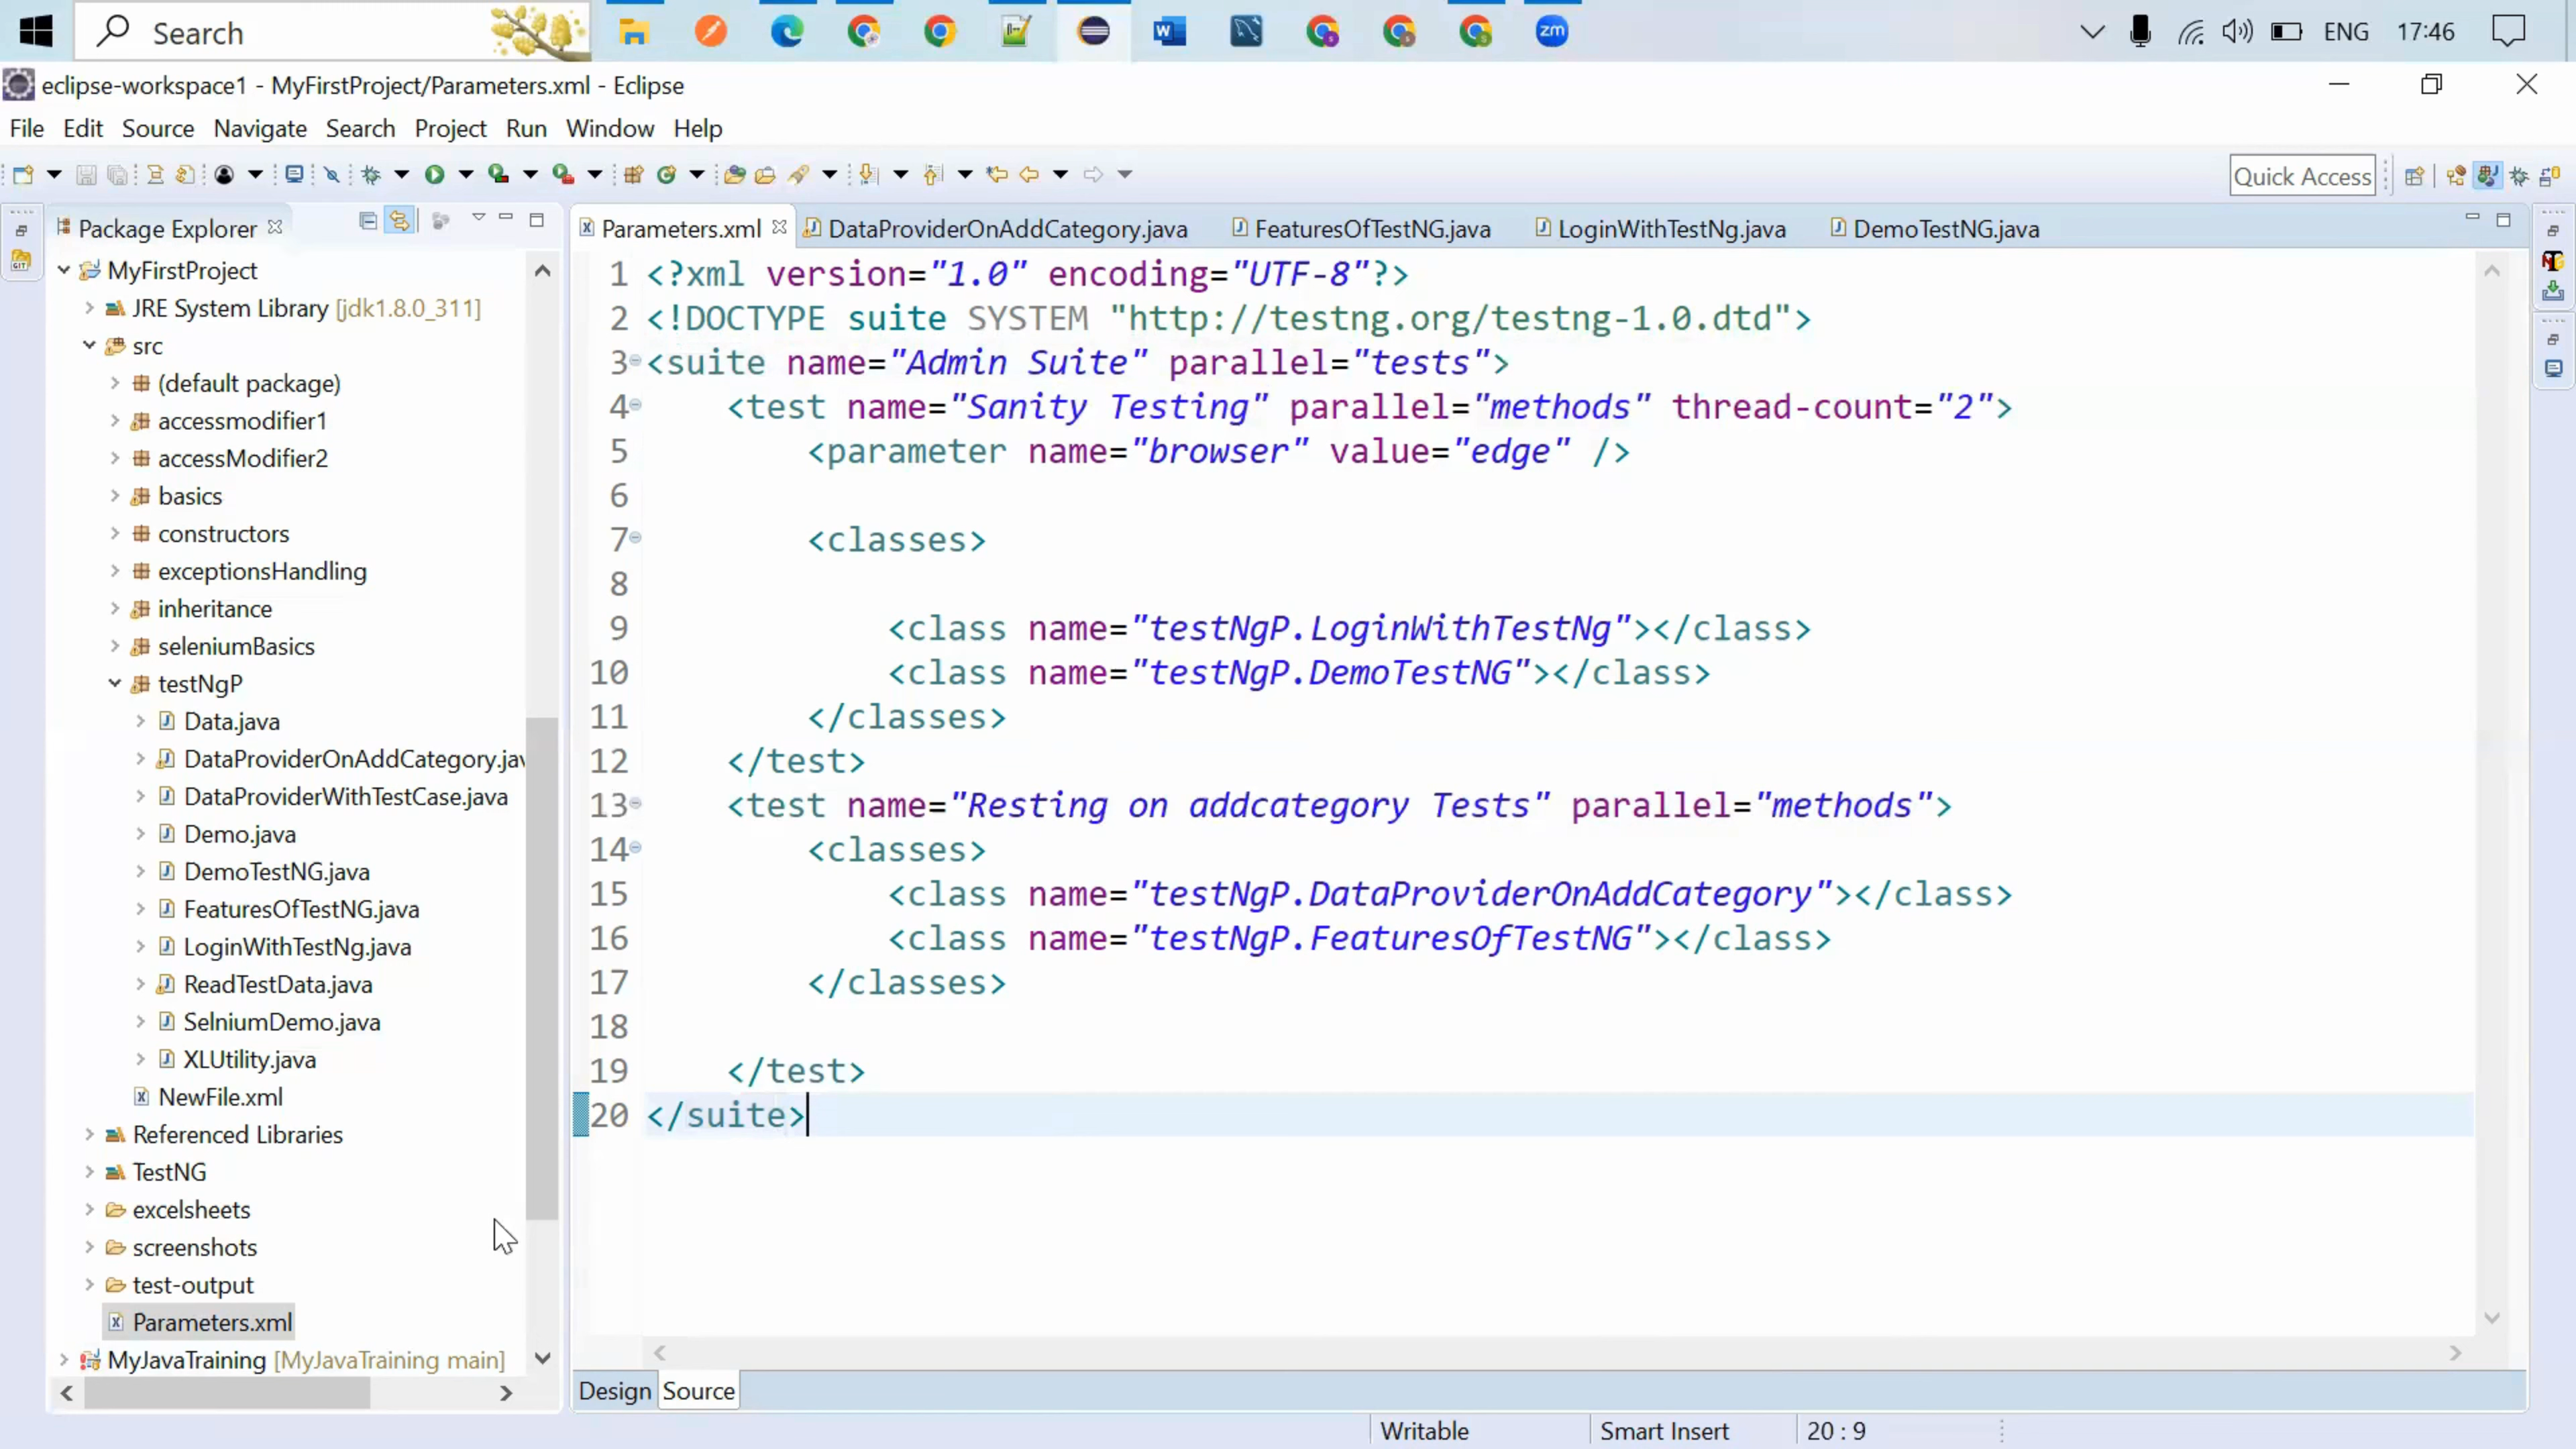 Search
W
zm
ENG
17:46
eclipse-workspace1 - MyFirstProject/Parameters.xml - Eclipse
File Edit Source Navigate Search Project Run Window Help
Quick Access
GIT
Package Explorer
Parameters.xml
DataProviderOnAddCategory.java
FeaturesOfTestNG.java
LoginWithTestNg.java
DemoTestNG.java
MyFirstProject
JRE System Library [jdk1.8.0_311]
src
(default package)
accessmodifier1
accessModifier2
basics
constructors
exceptionsHandling
inheritance
seleniumBasics
testNgP
Data.java
DataProviderOnAddCategory.jav
DataProviderWithTestCase.java
Demo.java
DemoTestNG.java
FeaturesOfTestNG.java
LoginWithTestNg.java
ReadTestData.java
SelniumDemo.java
XLUtility.java
NewFile.xml
Referenced Libraries
TestNG
excelsheets
screenshots
test-output
Parameters.xml
MyJavaTraining [MyJavaTraining main]
1 <?xml version="1.0" encoding="UTF-8"?>
2 <!DOCTYPE suite SYSTEM "http://testng.org/testng-1.0.dtd">
3 <suite name="Admin Suite" parallel="tests">
4 <test name="Sanity Testing" parallel="methods" thread-count="2">
5 <parameter name="browser" value="edge" />
6
7 <classes>
8
9 <class name="testNgP.LoginWithTestNg"></class>
10 <class name="testNgP.DemoTestNG"></class>
11 </classes>
12 </test>
13 <test name="Resting on addcategory Tests" parallel="methods">
14 <classes>
15 <class name="testNgP.DataProviderOnAddCategory"></class>
16 <class name="testNgP.FeaturesOfTestNG"></class>
17 </classes>
18
19 </test>
20 </suite>
Design Source
Writable
Smart Insert
20 : 9